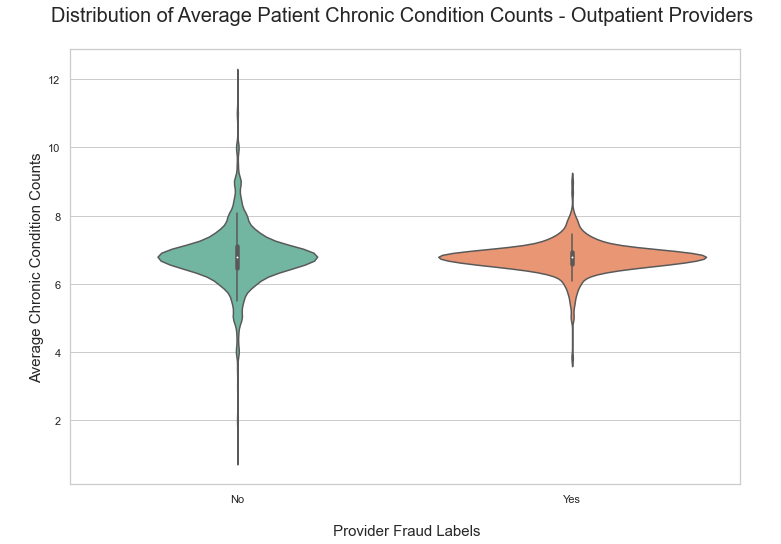 Distribution of Average Patient Chronic Condition Counts - Outpatient Providers
Average Chronic Condition Counts
12
10
8
6
4
2
No
Yes
Provider Fraud Labels